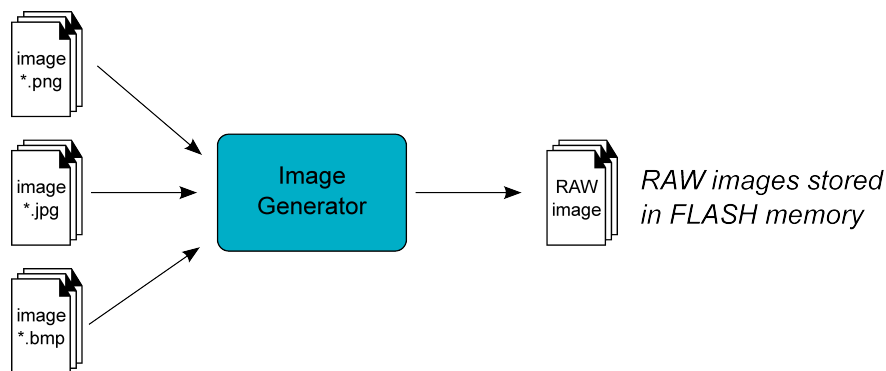 image
*.png
image
*.jpg
image
*.bmp
Image
Generator
RAW
image
RAW images stored
in FLASH memory